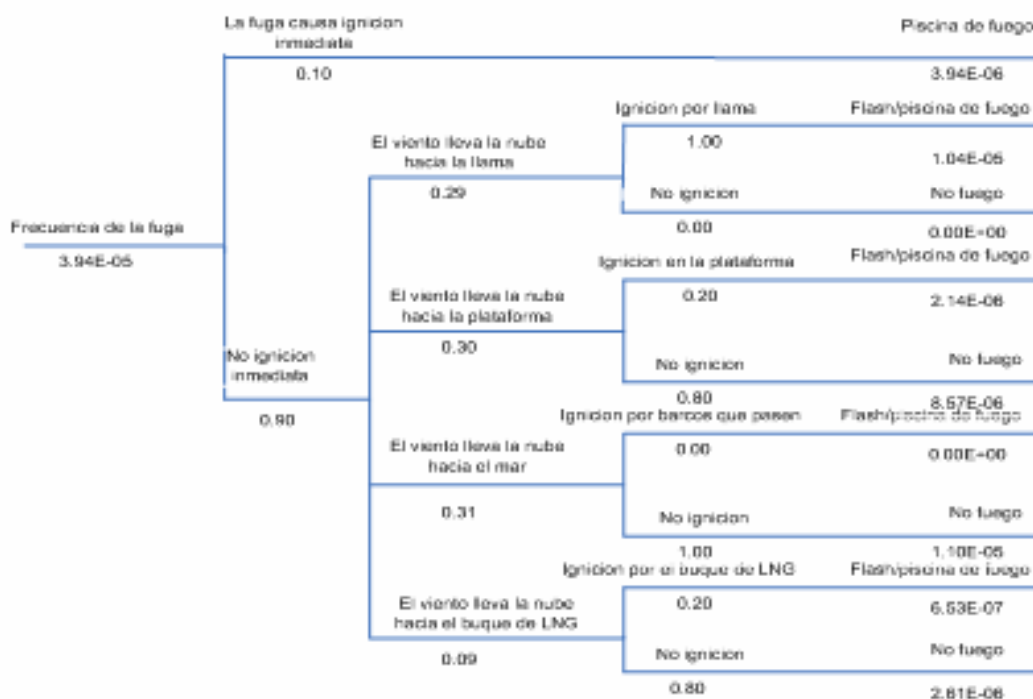 La fuga causa ignicion
inmediata
Piscina de fuego
0.10
3.94E-06
Ignicion por llama
Flash/piscina de fuego
El viento lleva la nube
hacia la llama
1.00
1.04E-05
0.29
No ignicion
No fuego
Frecuencia de la fuga
0.00
0.00E+00
3.94E-05
Ignicion en la plataforma
Flash/piscina de fuego
El viento lleva la nube
hacia la plataforma
0.20
2.14E-06
0.30
No ignicion
inmediata
No ignicion
No fuego
0.80
8.57E-06
0.90
Ignicion por barcos que pasen
Flash/piscina de fuego
El viento lleva la nube
hacia el mar
0.00
0.00E+00
0.31
No ignicion
No fuego
1.00
1.10E-05
Ignicion por el buque de LNG
Flash/piscina de fuego
El viento lleva la nube
hacia el buque de LNG
0.20
6.53E-07
0.09
No ignicion
No fuego
0.80
2.61E-06